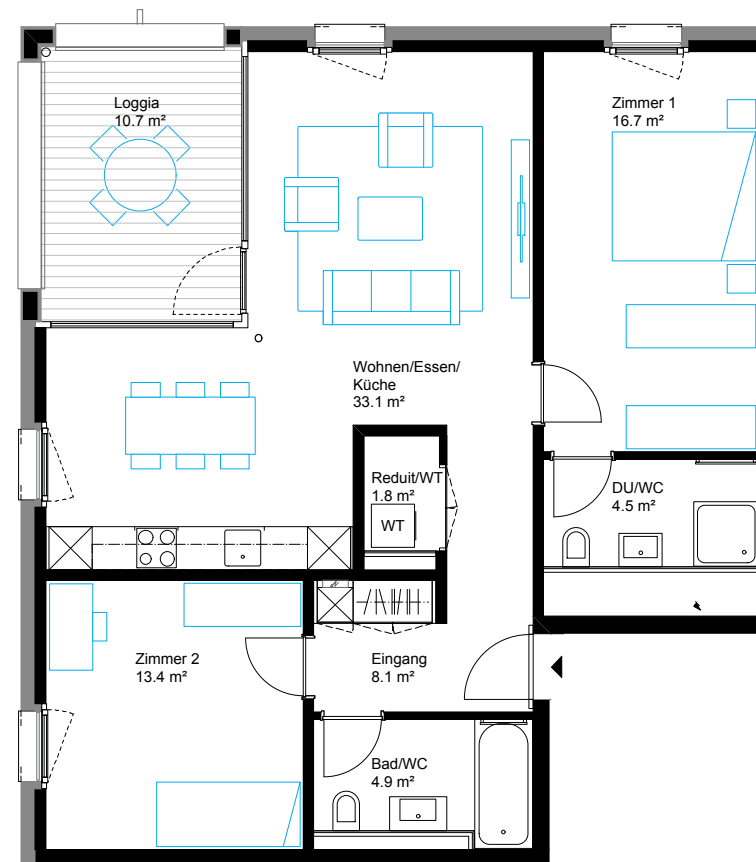 Loggia
10.7 m²
Zimmer 1
16.7 m²
Wohnen/Essen/
Küche
33.1 m²
Reduit/WT
1.8 m²
WT
DU/WC
4.5 m²
Zimmer 2
13.4 m²
Eingang
8.1 m²
Bad/WC
4.9 m²